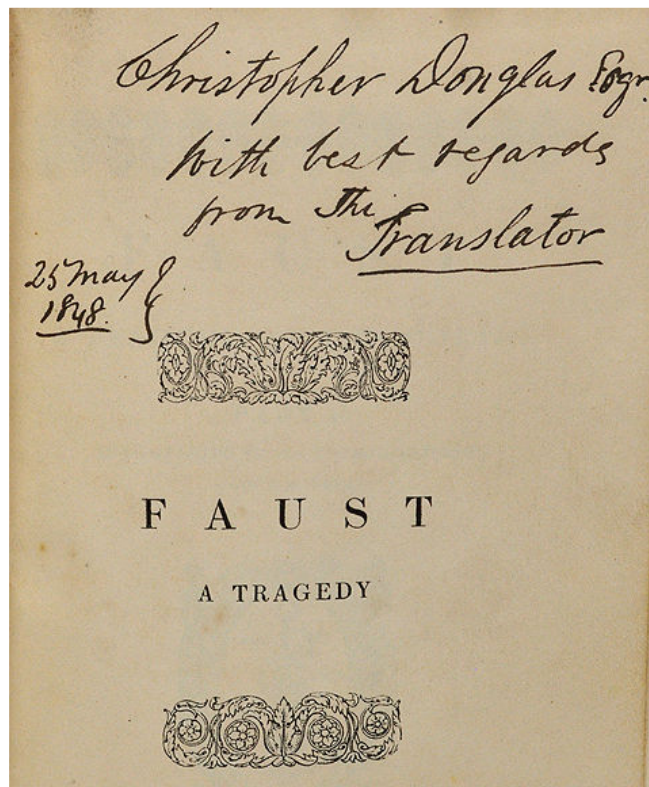 Christopher Douglas Esqr.
With best regards
from The
Translator
25 May
1848.
FAUST
A TRAGEDY